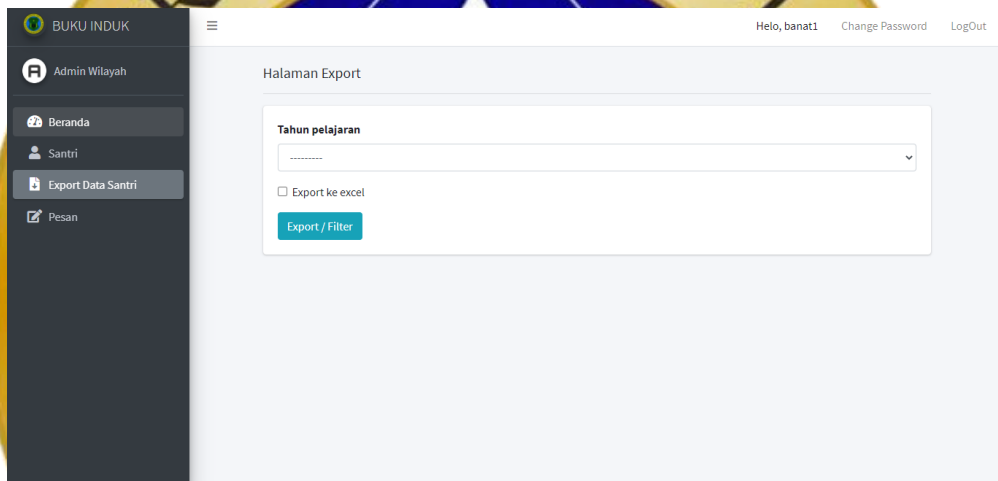 BUKU INDUK
Helo, banat1 Change Password LogOut
Admin Wilayah
Beranda
Santri
Export Data Santri
Pesan
Halaman Export
Tahun pelajaran
---------
Export ke excel
Export / Filter